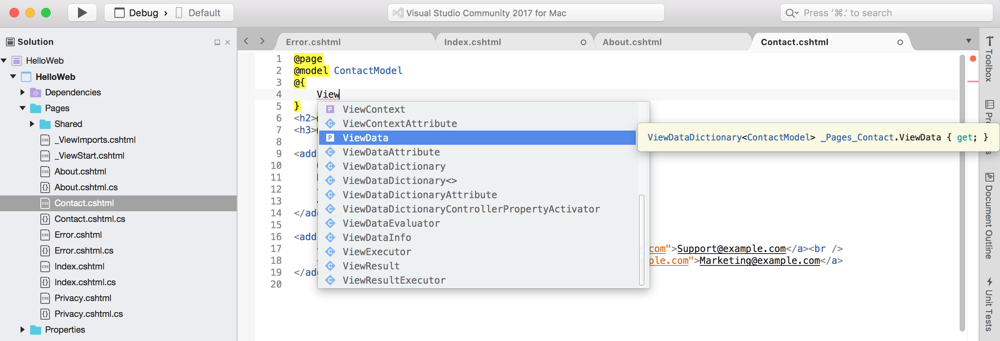 Debug › Default
Visual Studio Community 2017 for Mac
Press ‘⌘.’ to search
Solution
HelloWeb
HelloWeb
Dependencies
Pages
Shared
_ViewImports.cshtml
_ViewStart.cshtml
About.cshtml
About.cshtml.cs
Contact.cshtml
Contact.cshtml.cs
Error.cshtml
Error.cshtml.cs
Index.cshtml
Index.cshtml.cs
Privacy.cshtml
Privacy.cshtml.cs
Properties
Error.cshtml
Index.cshtml
About.cshtml
Contact.cshtml
1 @page
2 @model ContactModel
3 @{
4 View
5 }
6 <h2>
7 <h3>
8
9 <add
10
11
12
13
14 </add
15
16 <add
17 com">Support@example.com</a><br />
18 ple.com">Marketing@example.com</a>
19 </add
20
ViewContext
ViewContextAttribute
ViewData
ViewDataAttribute
ViewDataDictionary
ViewDataDictionary<>
ViewDataDictionaryAttribute
ViewDataDictionaryControllerPropertyActivator
ViewDataEvaluator
ViewDataInfo
ViewExecutor
ViewResult
ViewResultExecutor
ViewDataDictionary<ContactModel> _Pages_Contact.ViewData { get; }
Toolbox
Document Outline
Unit Tests